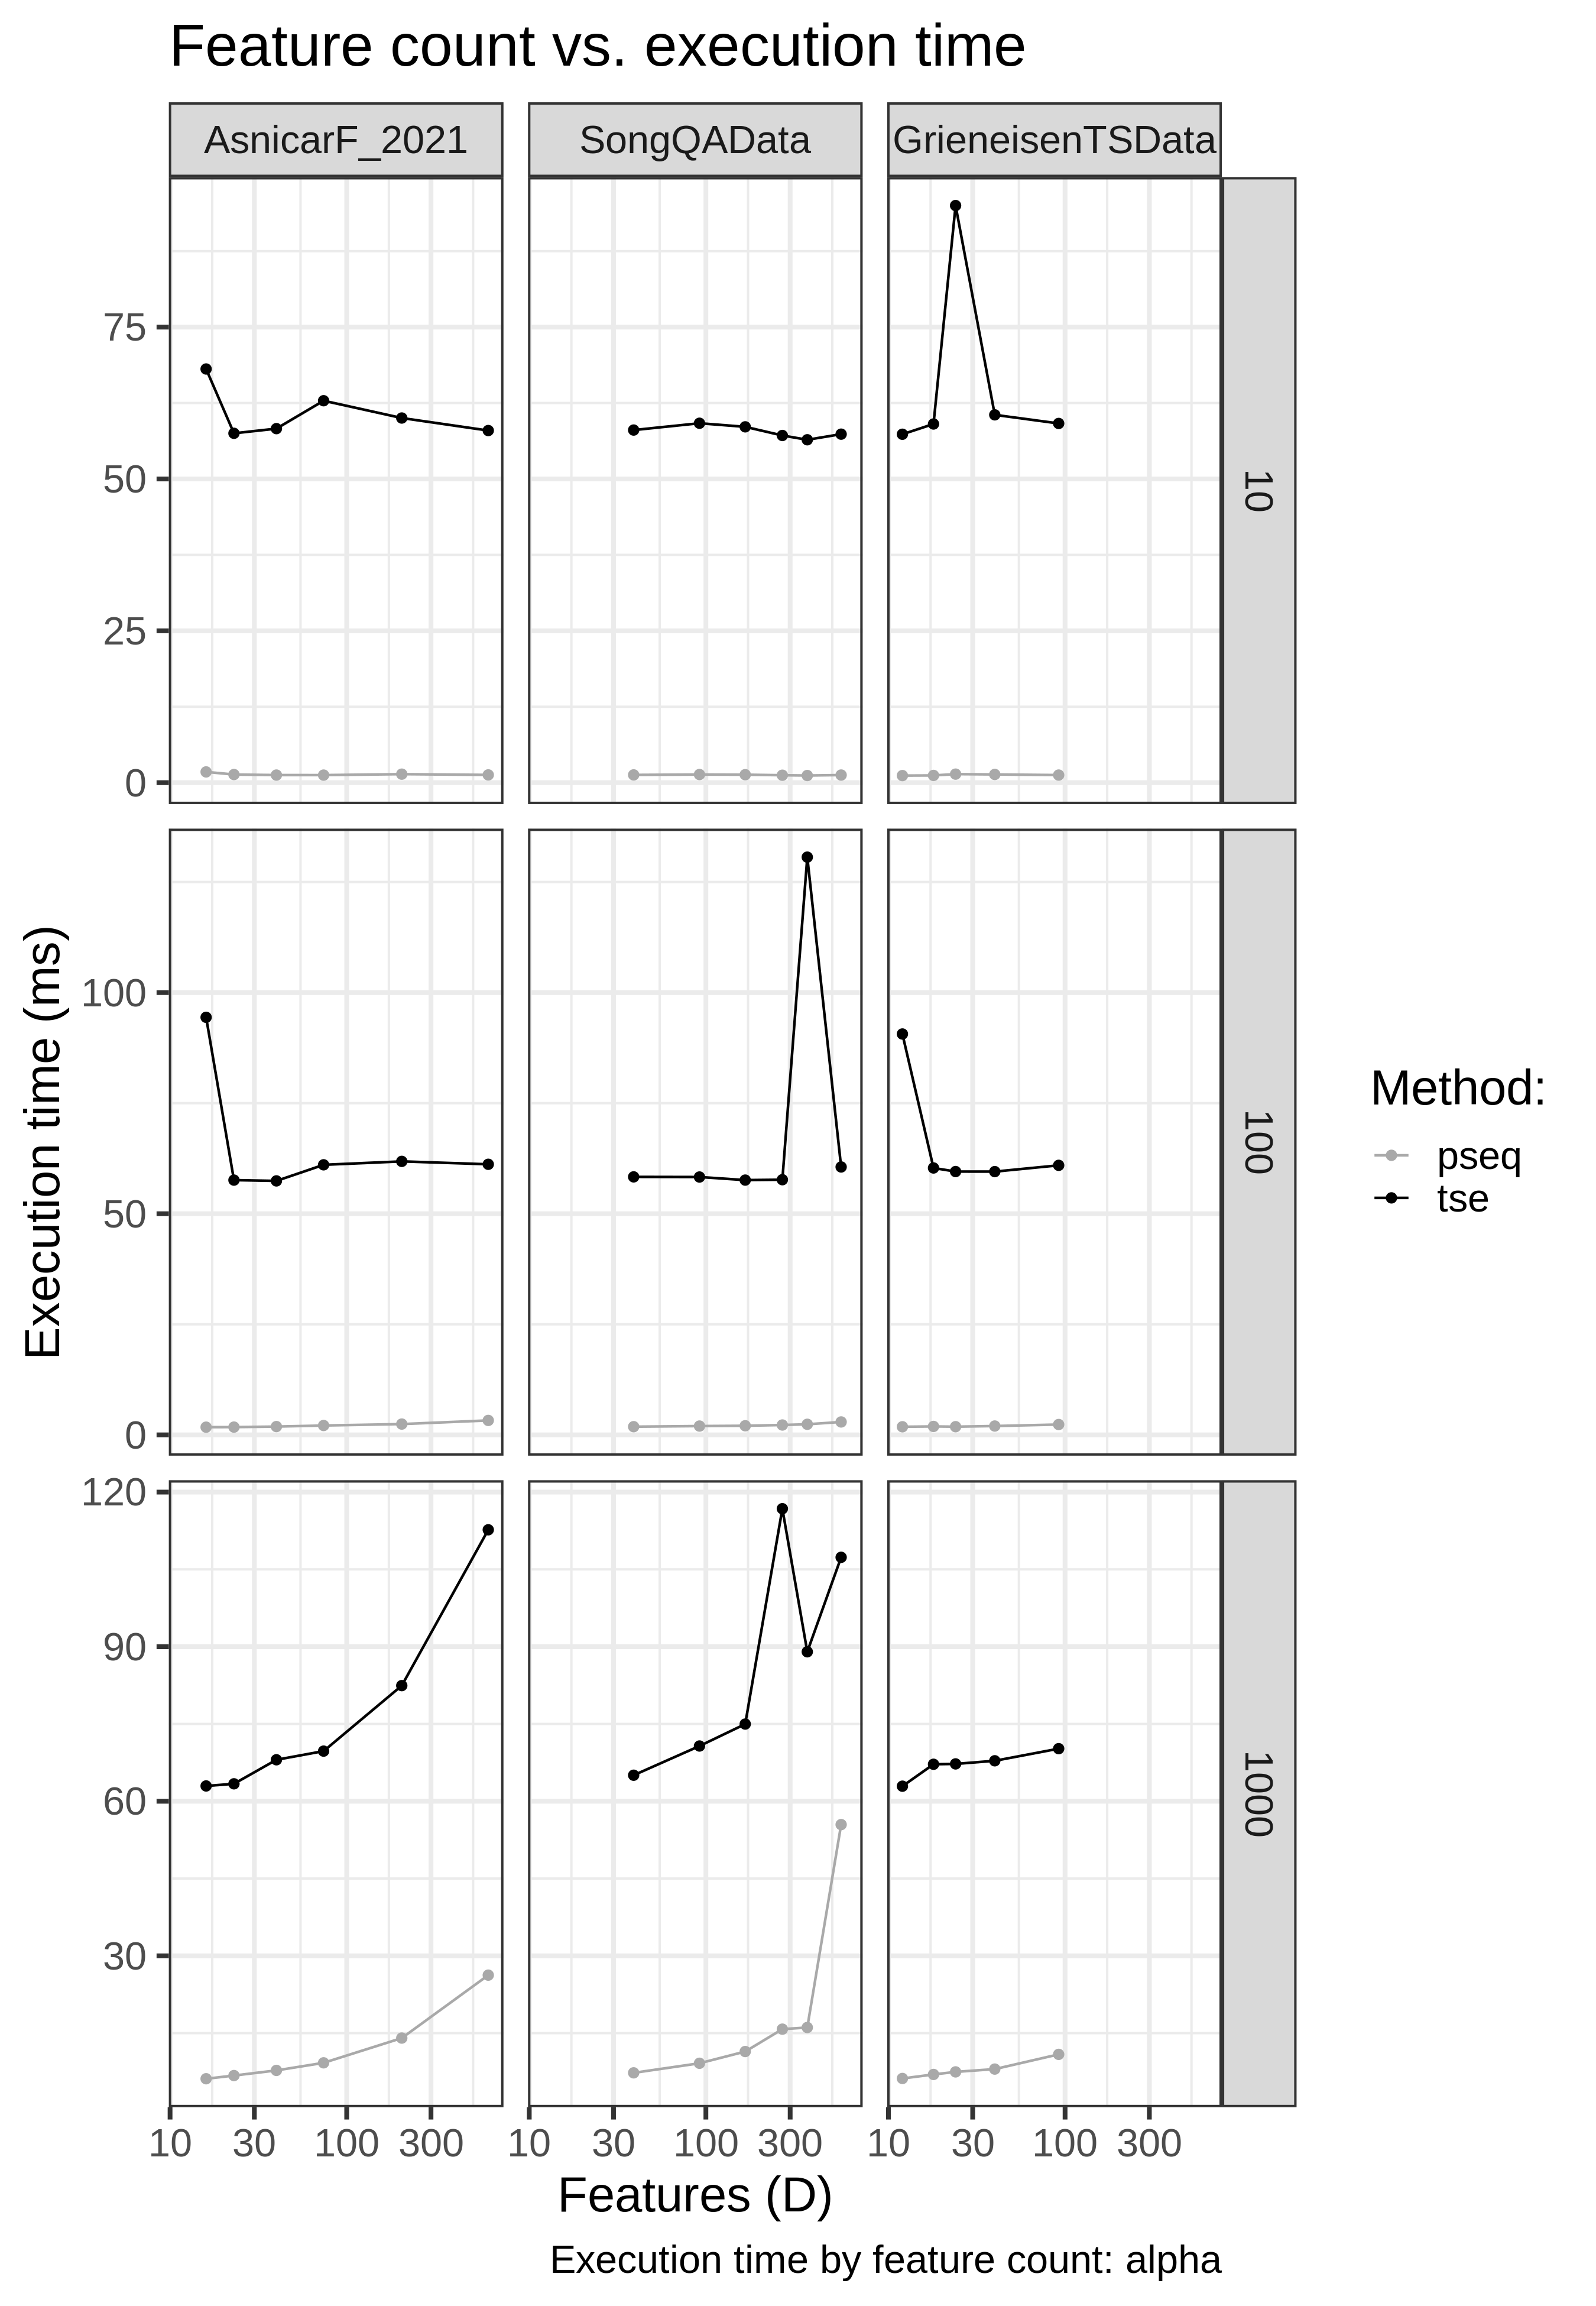 Feature count vs. execution time
AsnicarF_2021
SongQAData
GrieneisenTSData
75
50
25
0
10
100
50
0
100
120
90
60
30
1000
10 30 100 300
10 30 100 300
10 30 100 300
Execution time (ms)
Features (D)
Method:
pseq
tse
Execution time by feature count: alpha